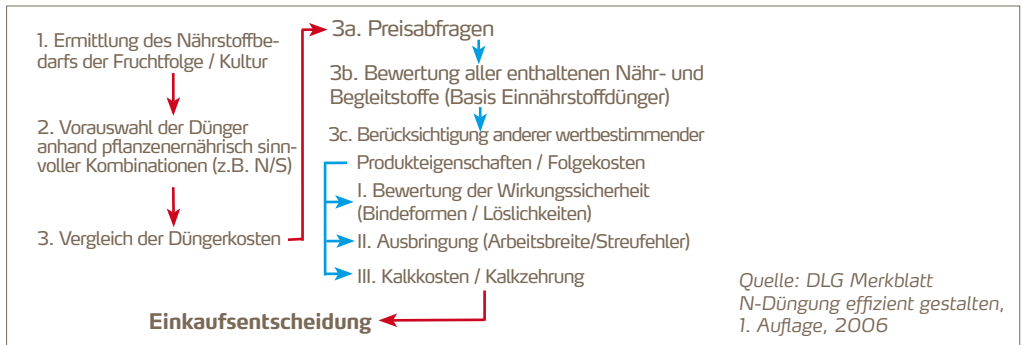 1. Ermittlung des Nährstoffbe-
darfs der Fruchtfolge / Kultur
2. Vorauswahl der Dünger
anhand pflanzenernährisch sinn-
voller Kombinationen (z.B. N/S)
3. Vergleich der Düngerkosten
3a. Preisabfragen
3b. Bewertung aller enthaltenen Nähr- und
Begleitstoffe (Basis Einnährstoffdünger)
3c. Berücksichtigung anderer wertbestimmender
Produkteigenschaften / Folgekosten
I. Bewertung der Wirkungssicherheit
(Bindeformen / Löslichkeiten)
II. Ausbringung (Arbeitsbreite/Streufehler)
III. Kalkkosten / Kalkzehrung
Einkaufsentscheidung
Quelle: DLG Merkblatt
N-Düngung effizient gestalten,
1. Auflage, 2006